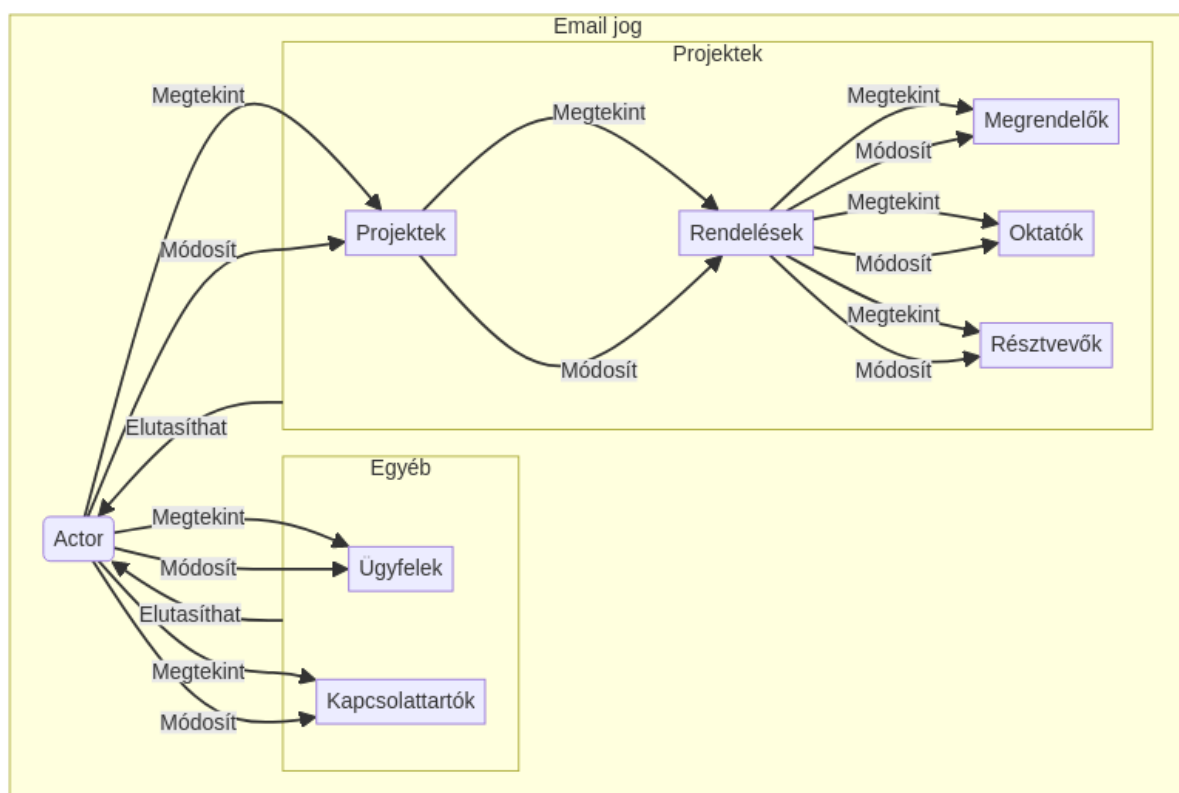 Email jog
Projektek
Megtekint
Megtekint
Megtekint
Megrendelők
Módosít
Megtekint
Projektek
Rendelések
Oktatók
Módosít
Módosít
Megtekint
Résztvevők
Módosít
Módosít
Elutasíthat
Egyéb
Actor
Megtekint
Ügyfelek
Módosít
Elutasíthat
Megtekint
Kapcsolattartók
Módosít